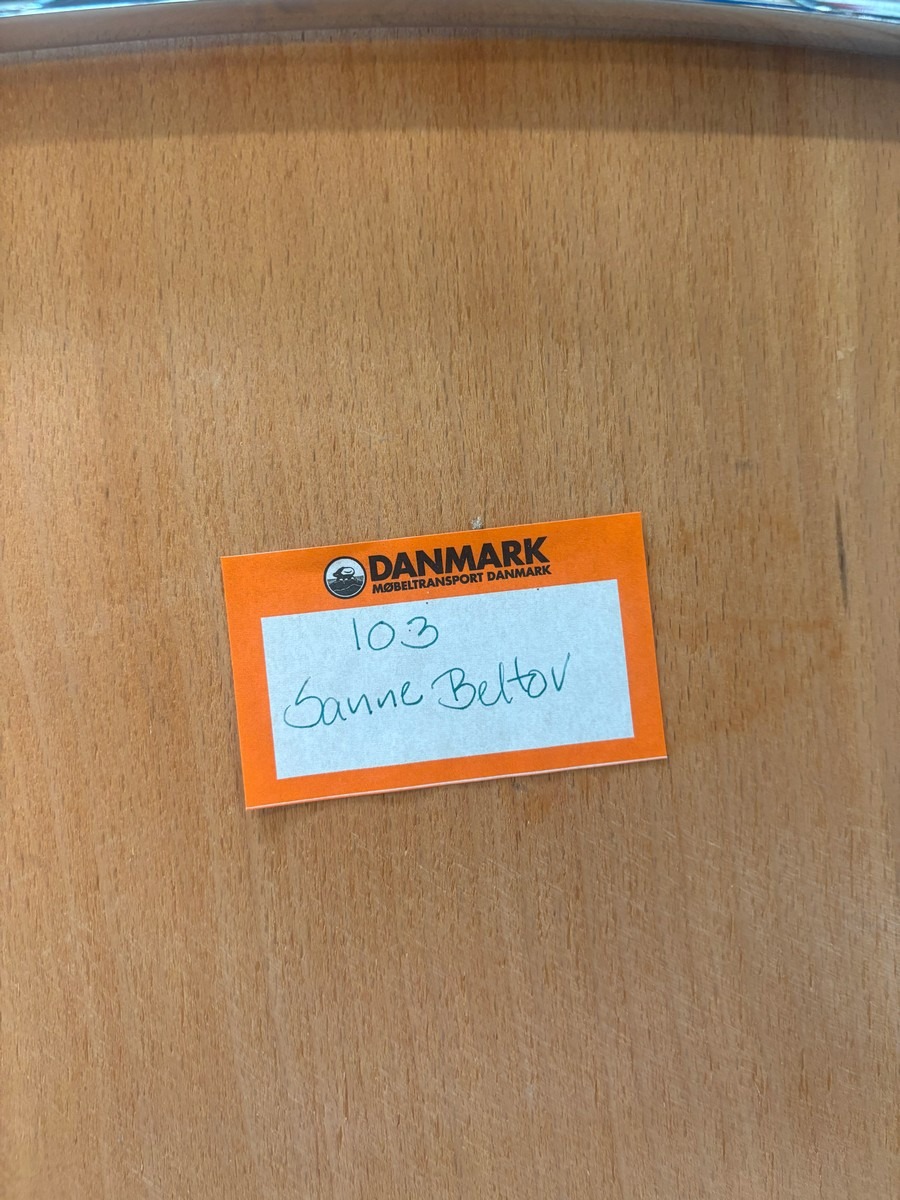 DANMARK
MØBELTRANSPORT DANMARK
103
Sanne Beltov